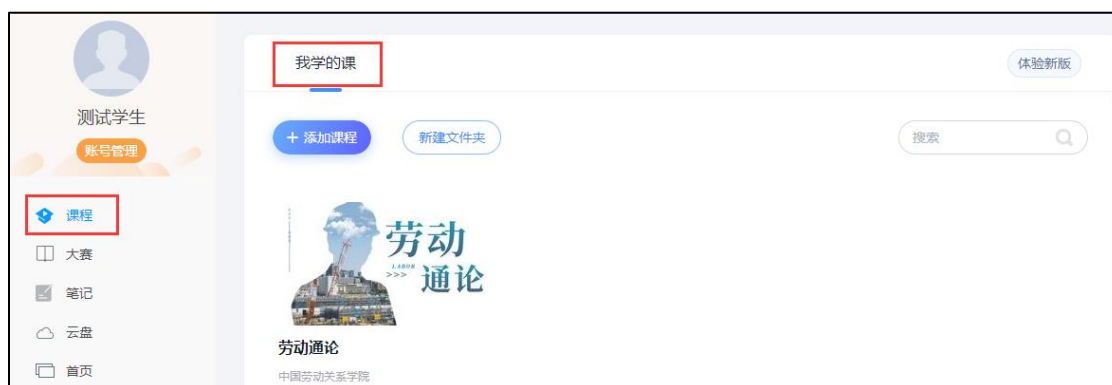 测试学生
账号管理
课程
大赛
笔记
云盘
首页
我学的课
体验新版
+ 添加课程
新建文件夹
搜索
劳动
LABOR
>>> 通论
劳动通论
中国劳动关系学院